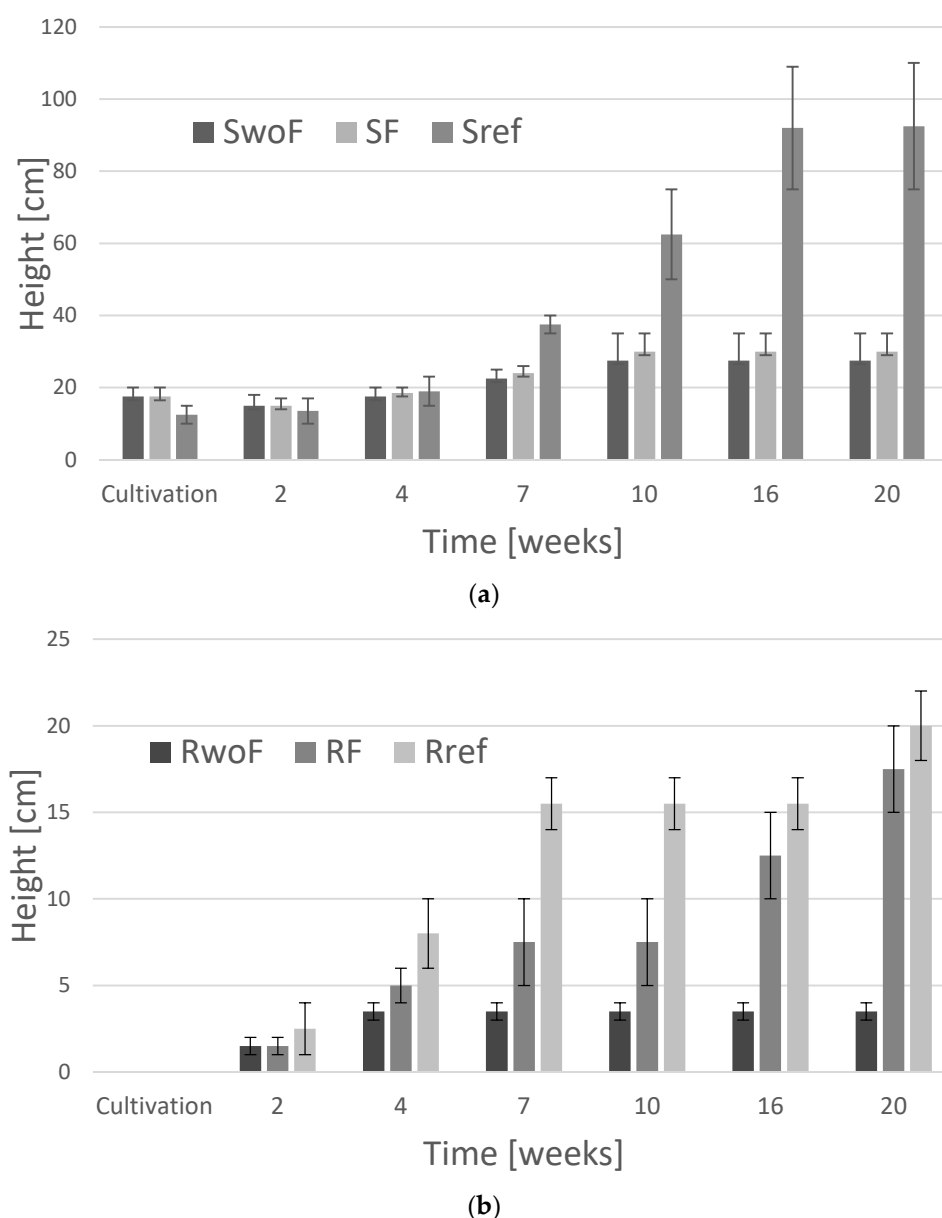 120
100
SwoF SF Sref
80
60
40
20
0
Height [cm]
Cultivation 2 4 7 10 16 20
Time [weeks]
(a)
25
20
RwoF RF Rref
15
10
5
0
Height [cm]
Cultivation 2 4 7 10 16 20
Time [weeks]
(b)